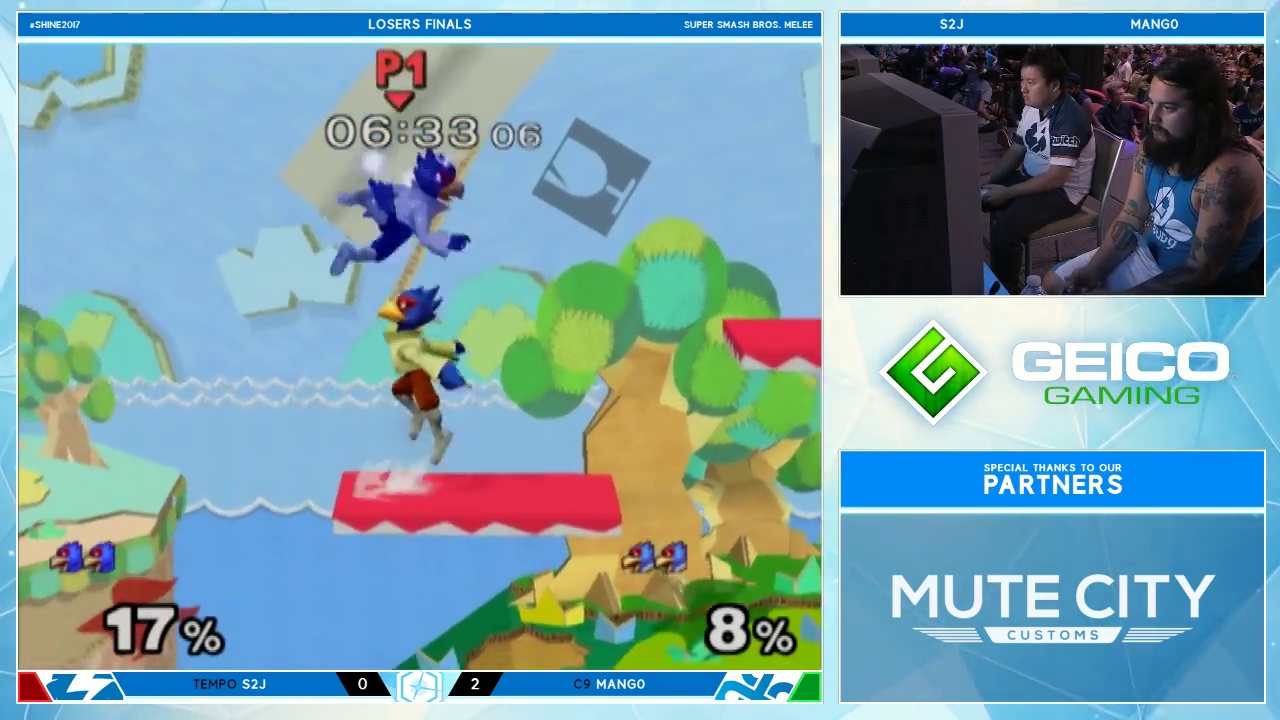 #SHINE2017
LOSERS FINALS
SUPER SMASH BROS. MELEE
S2J
MANG0
P1
06:33 06
17%
8%
TEMPO S2J
0
2
C9 MANG0
GEICO
GAMING
SPECIAL THANKS TO OUR
PARTNERS
MUTE CITY
CUSTOMS